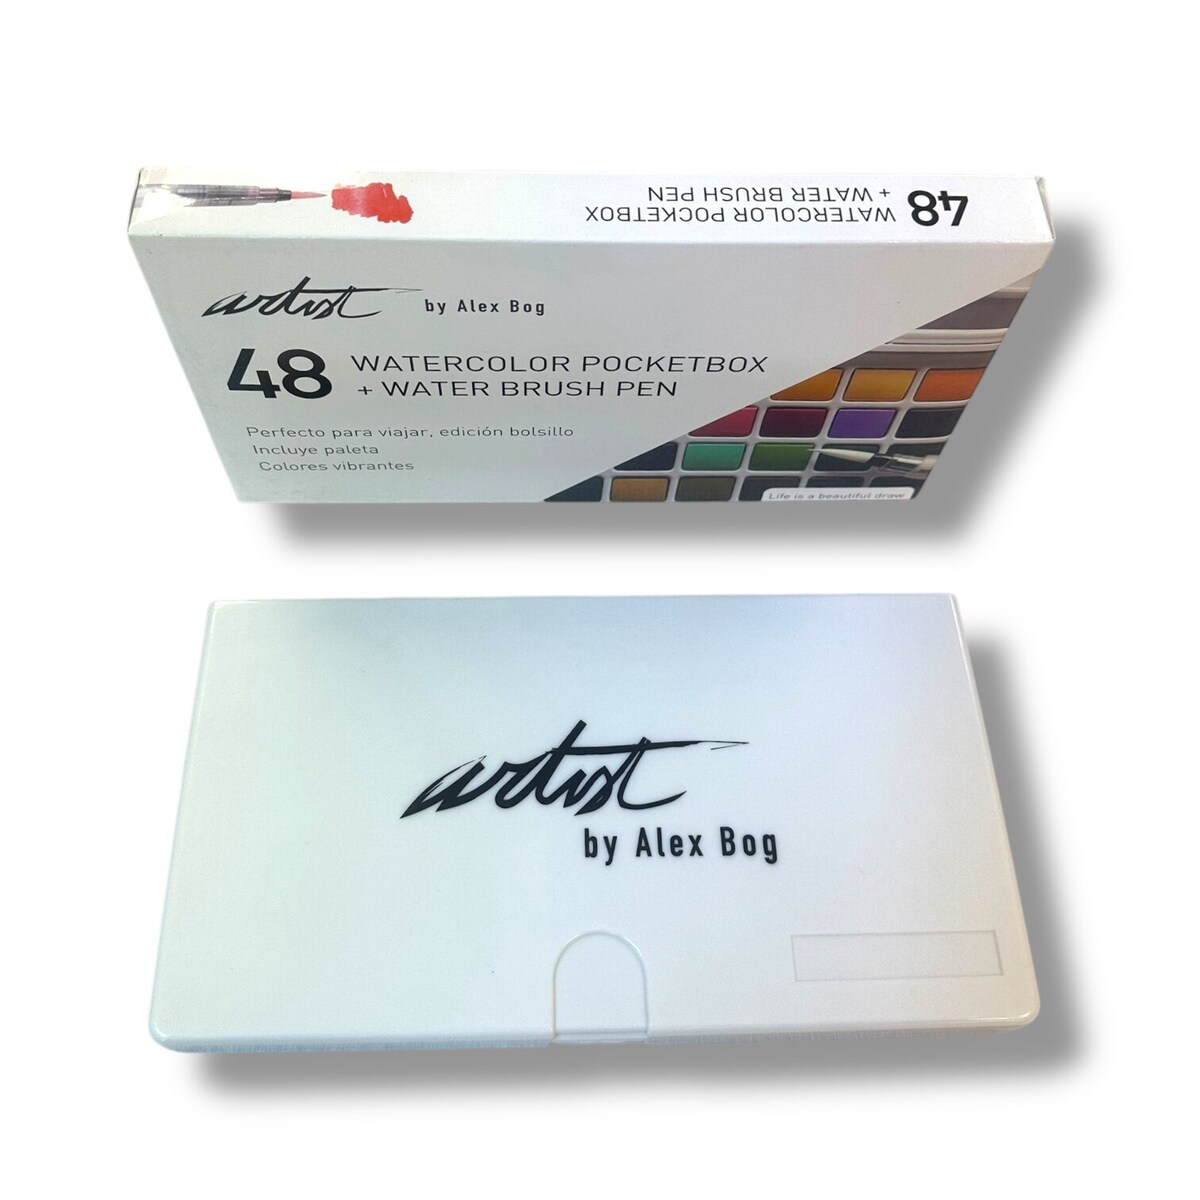 WATERCOLOR POCKETBOX
+ WATER BRUSH PEN
48
artist
by Alex Bog
48
WATERCOLOR POCKETBOX
+ WATER BRUSH PEN
Perfecto para viajar, edición bolsillo
Incluye paleta
Colores vibrantes
Life is a beautiful draw
artist
by Alex Bog